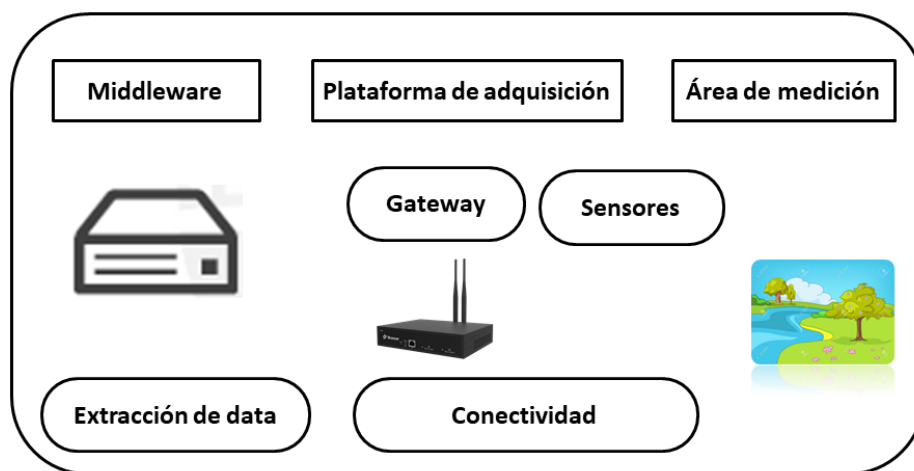 Middleware
Plataforma de adquisición
Área de medición
Gateway
Sensores
Extracción de data
Conectividad